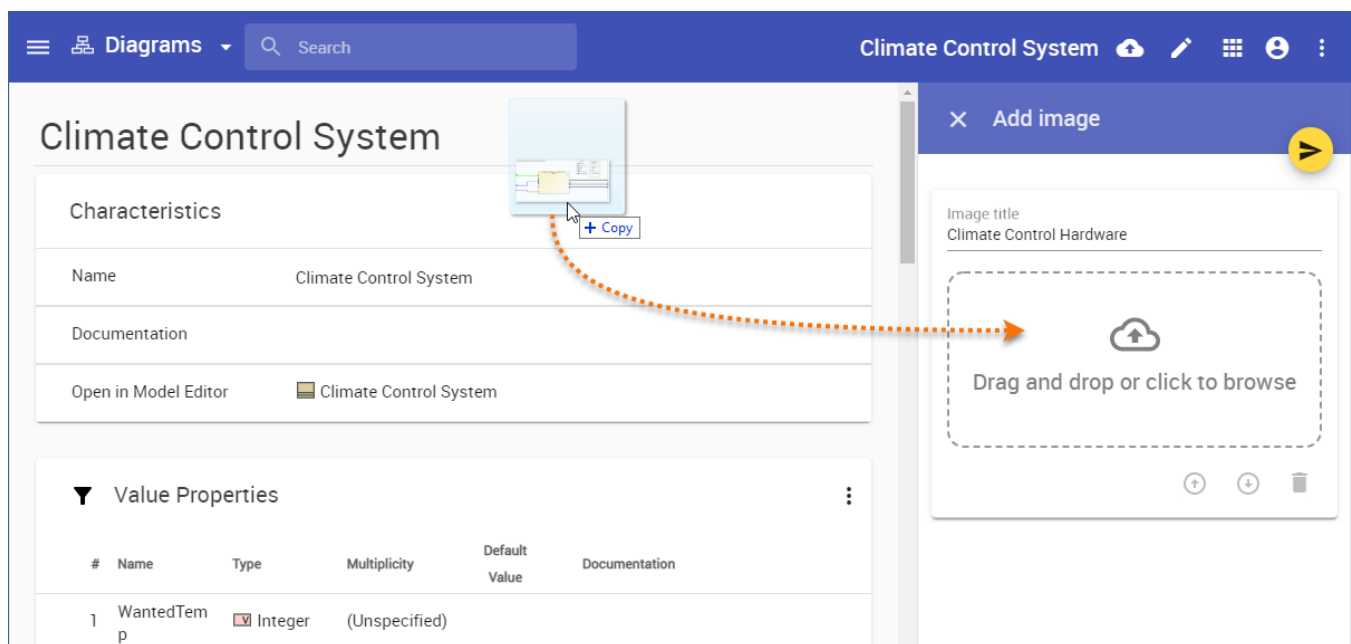 Diagrams
Search
Climate Control System
Climate Control System
Add image
Characteristics
+ Copy
Image title
Climate Control Hardware
Name
Climate Control System
Documentation
Open in Model Editor
Climate Control System
Drag and drop or click to browse
Value Properties
# Name Type Multiplicity Default Value Documentation
1 WantedTem
p
Integer (Unspecified)